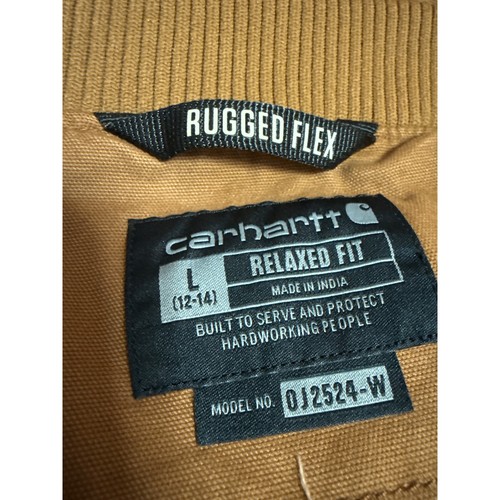 RUGGED FLEX
carhartt
L
(12-14)
RELAXED FIT
MADE IN INDIA
BUILT TO SERVE AND PROTECT
HARDWORKING PEOPLE
MODEL NO. OJ2524-W